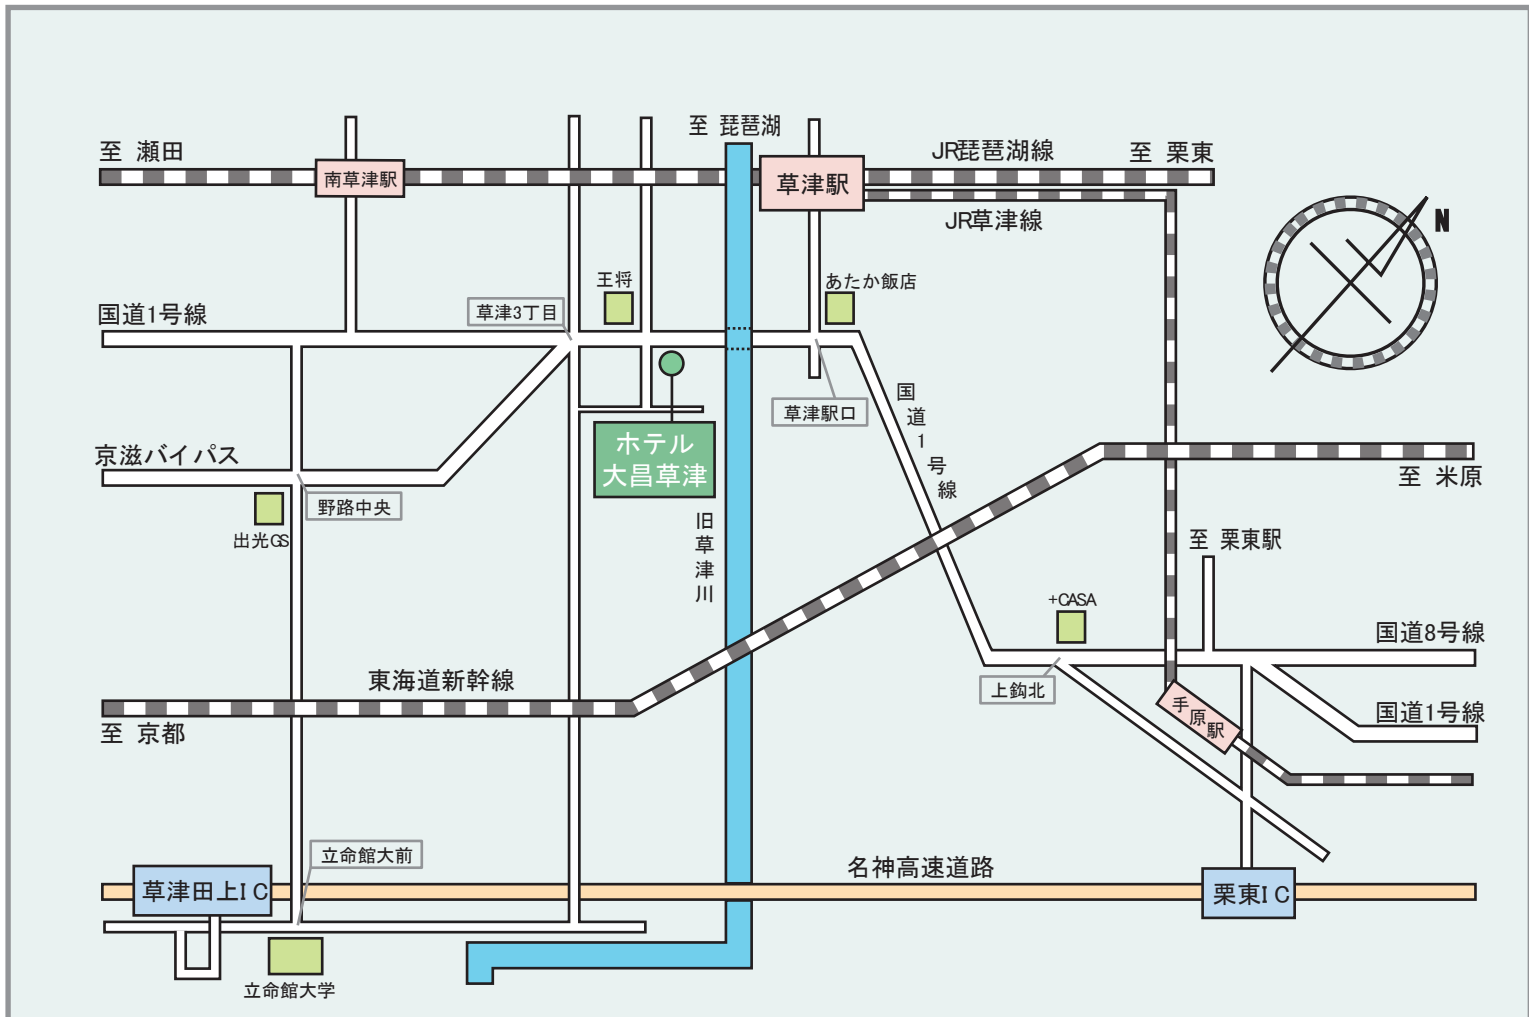 至 琵琶湖
至 瀬田
JR琵琶湖線
至 栗東
南草津駅
草津駅
JR草津線
N
王将
あたか飯店
国道1号線
草津3丁目
国道1号線
草津駅口
ホテル
大昌草津
京滋バイパス
野路中央
出光GS
旧草津川
至 米原
至 栗東駅
+CASA
国道8号線
東海道新幹線
上鈎北
手原駅
国道1号線
至 京都
立命館大前
名神高速道路
草津田上IC
栗東IC
立命館大学